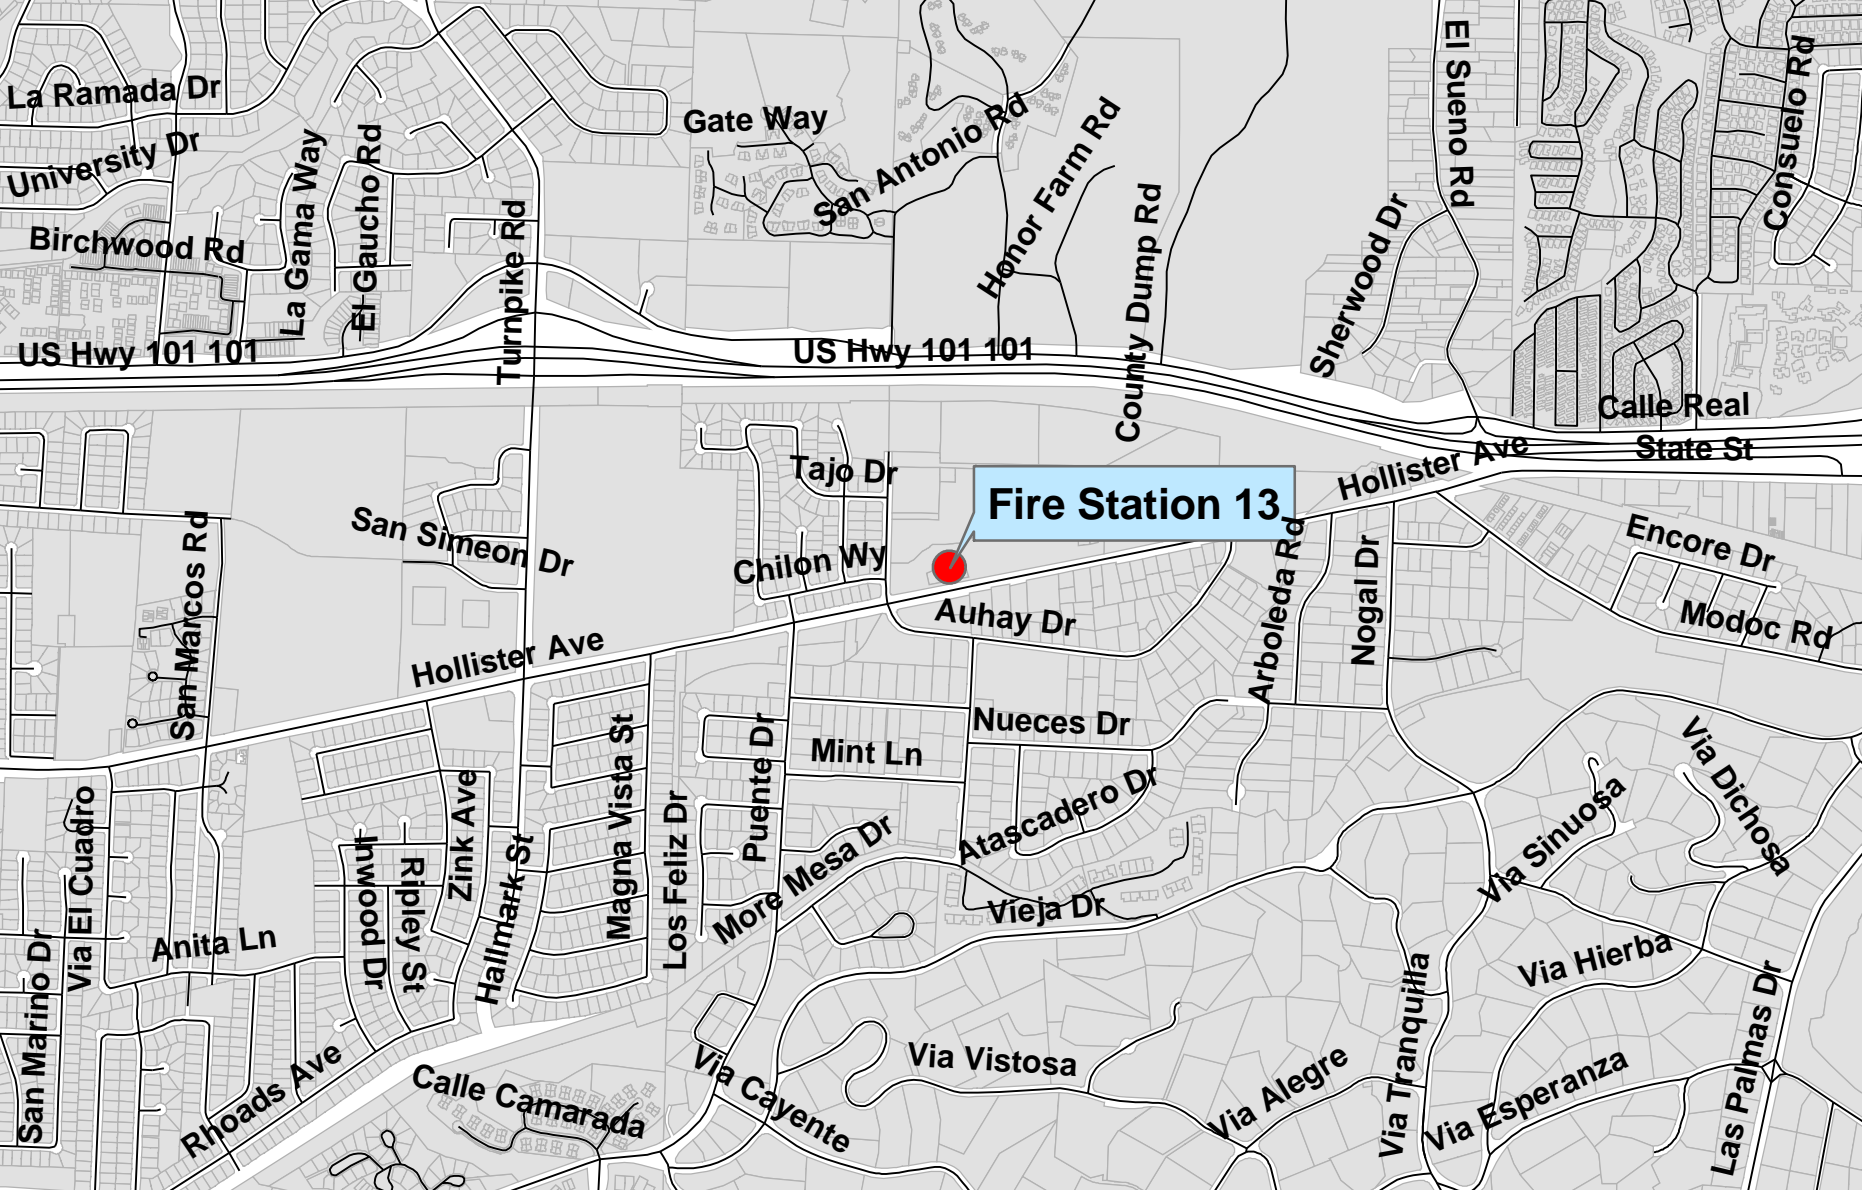 La Ramada Dr
University Dr
Birchwood Rd
La Gama Way
El Gaucho Rd
Turnpike Rd
Gate Way
San Antonio Rd
Honor Farm Rd
County Dump Rd
Sherwood Dr
El Sueno Rd
Consuelo Rd
US Hwy 101 101
US Hwy 101 101
Calle Real
State St
Hollister Ave
Tajo Dr
Fire Station 13
San Marcos Rd
San Simeon Dr
Chilon Wy
Auhay Dr
Arboleda Rd
Nogal Dr
Encore Dr
Modoc Rd
Hollister Ave
Nueces Dr
Mint Ln
Magna Vista St
Puente Dr
Los Feliz Dr
Atascadero Dr
More Mesa Dr
Vieja Dr
Via Sinuosa
Via Dichosa
Via El Cuadro
Zink Ave
Inwood Dr
Ripley St
Hallmark St
Anita Ln
San Marino Dr
Rhoads Ave
Via Hierba
Via Tranquilla
Las Palmas Dr
Calle Camarada
Via Cayente
Via Vistosa
Via Alegre
Via Esperanza